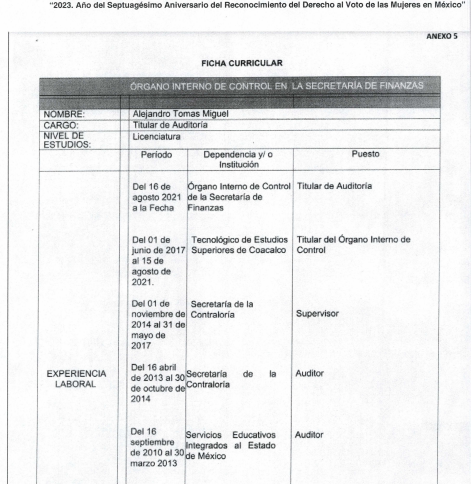 "2023. Año del Septuagésimo Aniversario del Reconocimiento del Derecho al Voto de las Mujeres en México"
ANEXO 5
FICHA CURRICULAR
ÓRGANO INTERNO DE CONTROL EN LA SECRETARÍA DE FINANZAS
NOMBRE: Alejandro Tomas Miguel
CARGO: Titular de Auditoría
NIVEL DE ESTUDIOS: Licenciatura
Período Dependencia y/ o Institución Puesto
EXPERIENCIA LABORAL
Del 16 de agosto 2021 a la Fecha Órgano Interno de Control de la Secretaría de Finanzas Titular de Auditoría
Del 01 de junio de 2017 al 15 de agosto de 2021. Tecnológico de Estudios Superiores de Coacalco Titular del Órgano Interno de Control
Del 01 de noviembre de 2014 al 31 de mayo de 2017 Secretaría de la Contraloría Supervisor
Del 16 abril de 2013 al 30 de octubre de 2014 Secretaría de la Contraloría Auditor
Del 16 septiembre de 2010 al 30 marzo 2013 Servicios Educativos Integrados al Estado de México Auditor